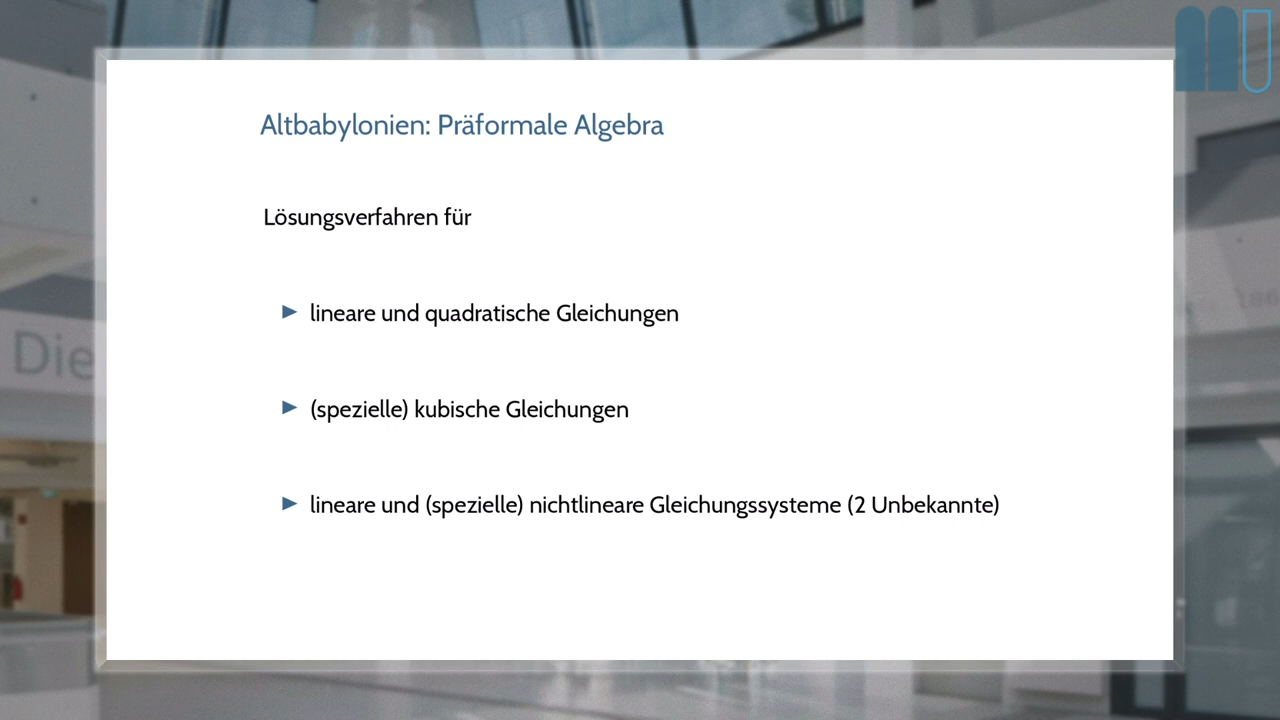 Altbabylonien: Präformale Algebra
Lösungsverfahren für
lineare und quadratische Gleichungen
(spezielle) kubische Gleichungen
lineare und (spezielle) nichtlineare Gleichungssysteme (2 Unbekannte)
Die